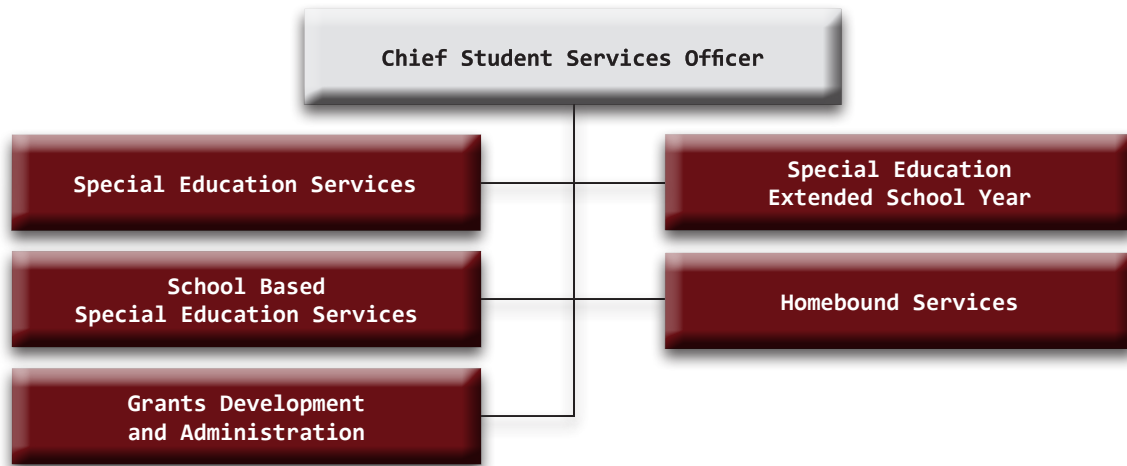 Chief Student Services Officer
Special Education Services
Special Education
Extended School Year
School Based
Special Education Services
Homebound Services
Grants Development
and Administration